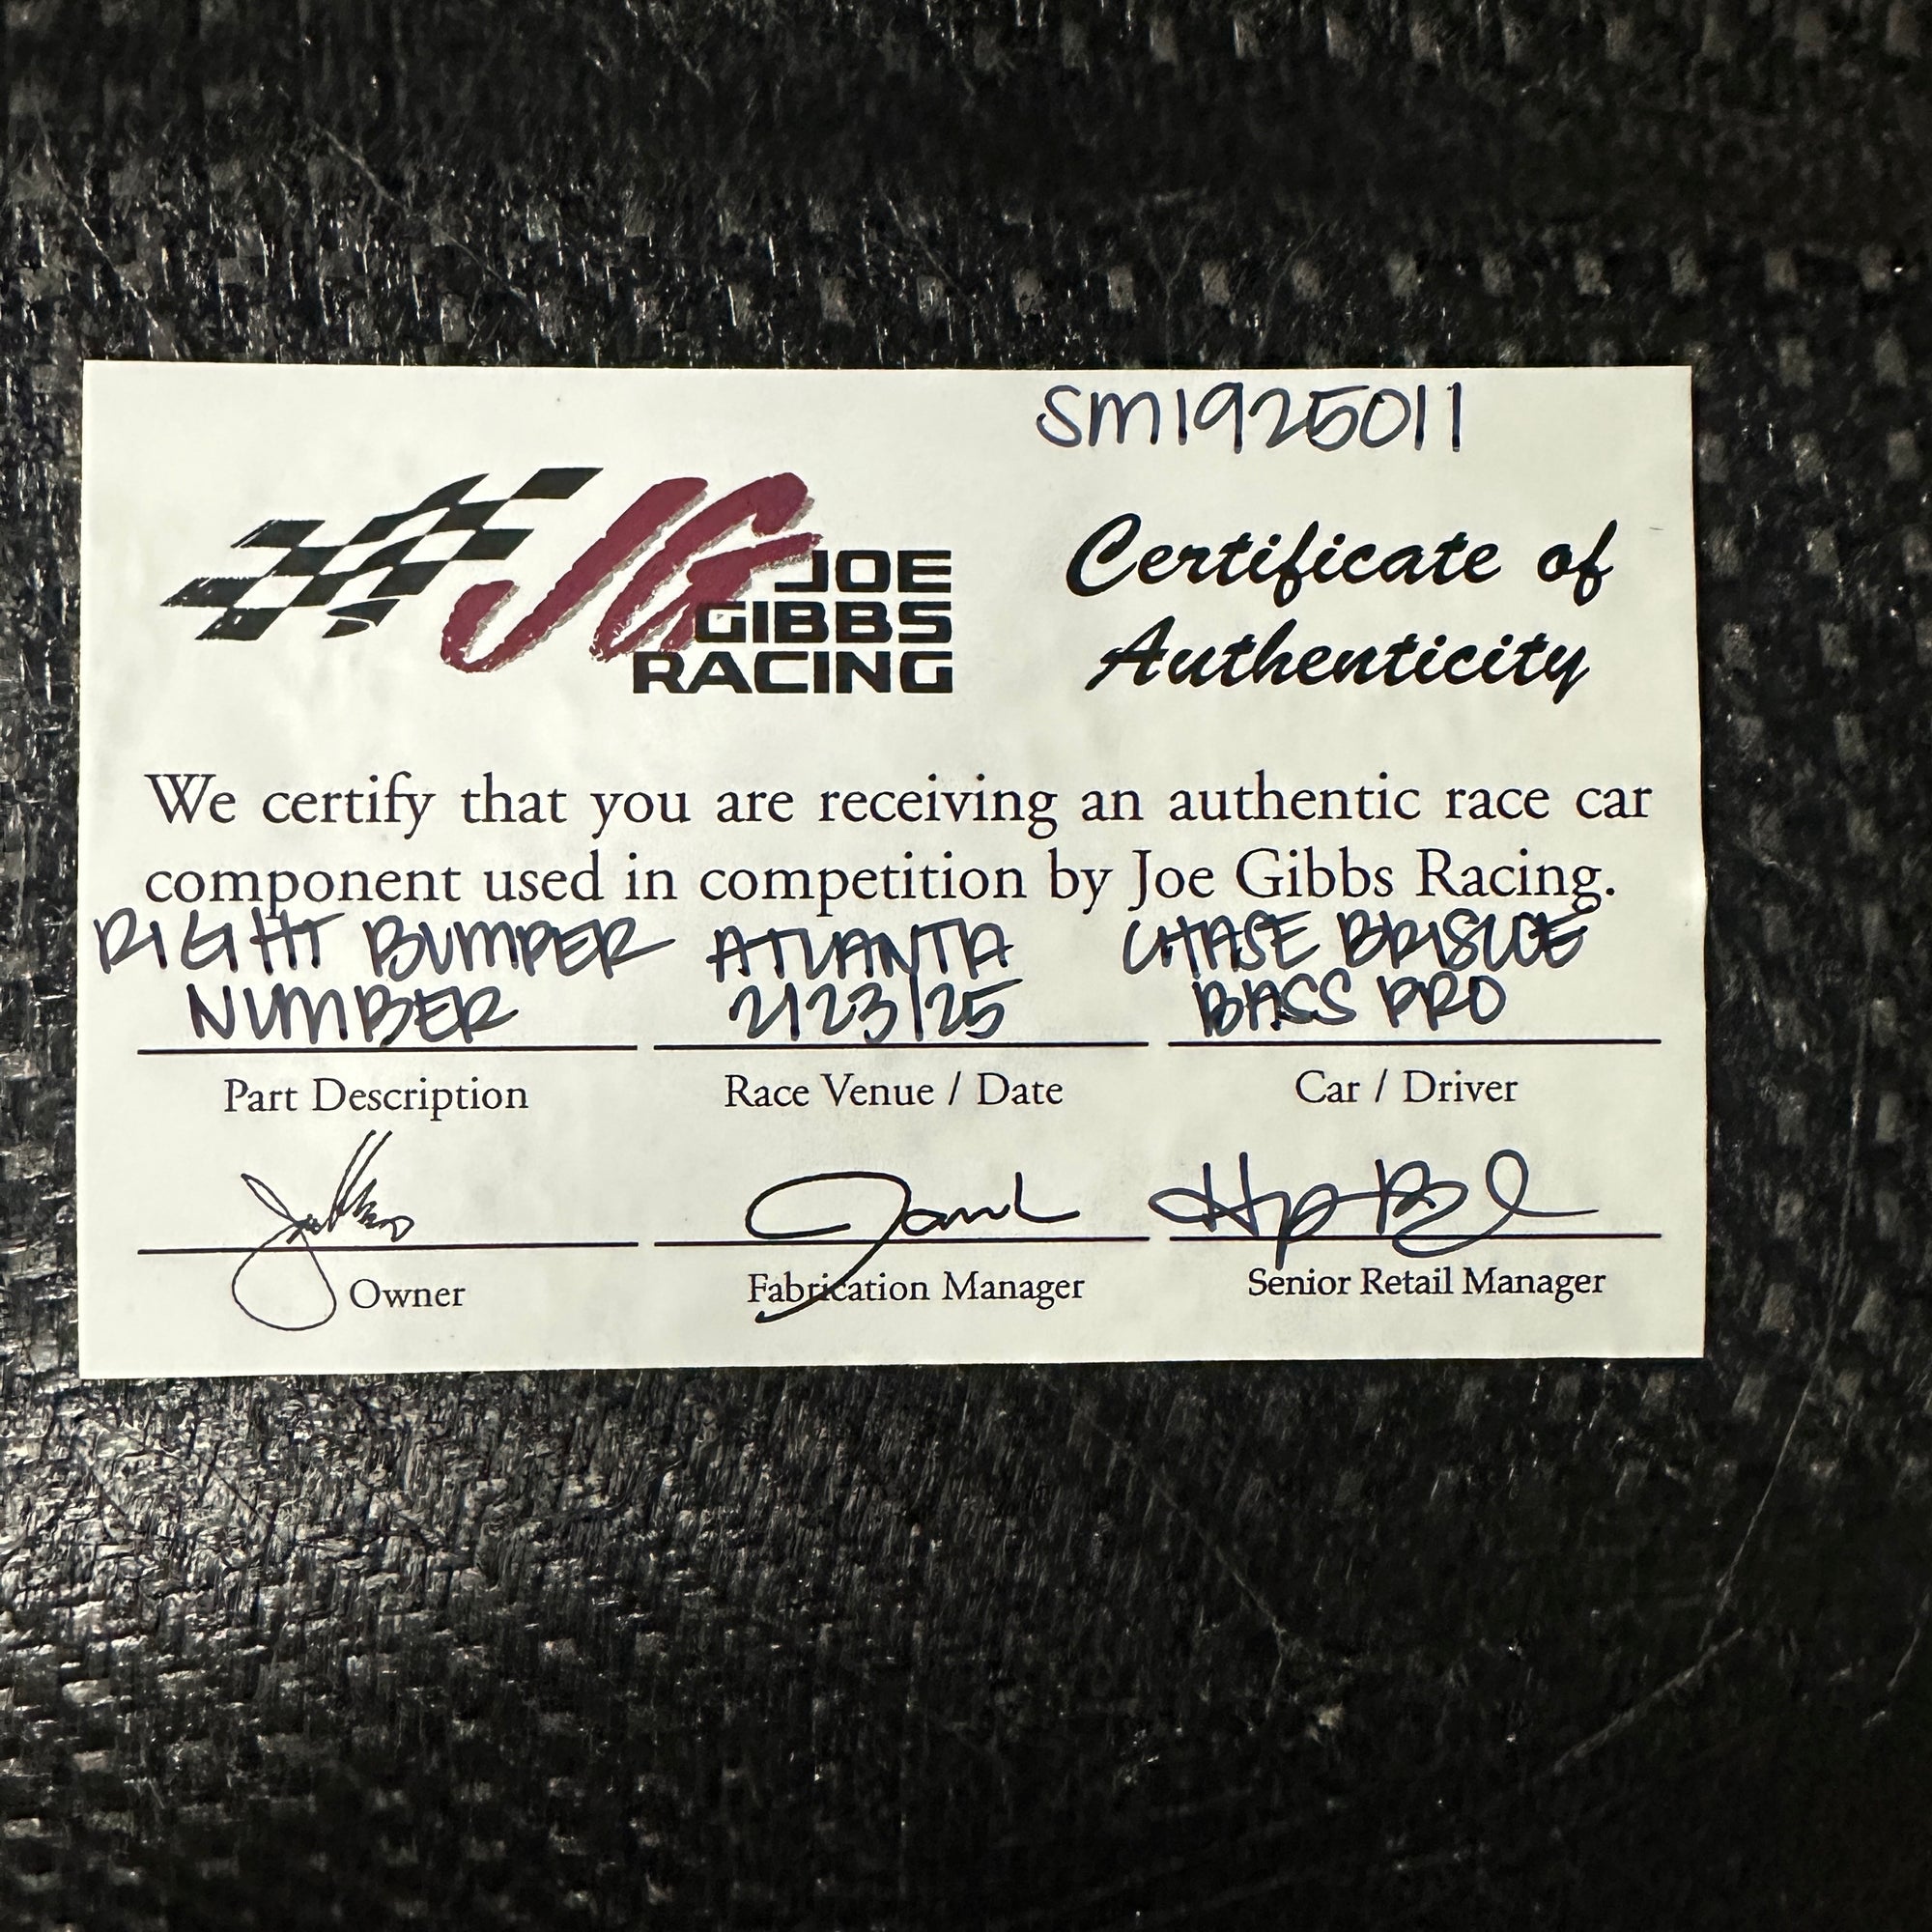 SM1925011
JG JOE
GIBBS
RACING
Certificate of
Authenticity
We certify that you are receiving an authentic race car
component used in competition by Joe Gibbs Racing.
RIGHT BUMPER
NUMBER
Part Description
ATLANTA
2/23/25
Race Venue / Date
CHASE BRISCOE
BASS PRO
Car / Driver
Owner
Fabrication Manager
Senior Retail Manager